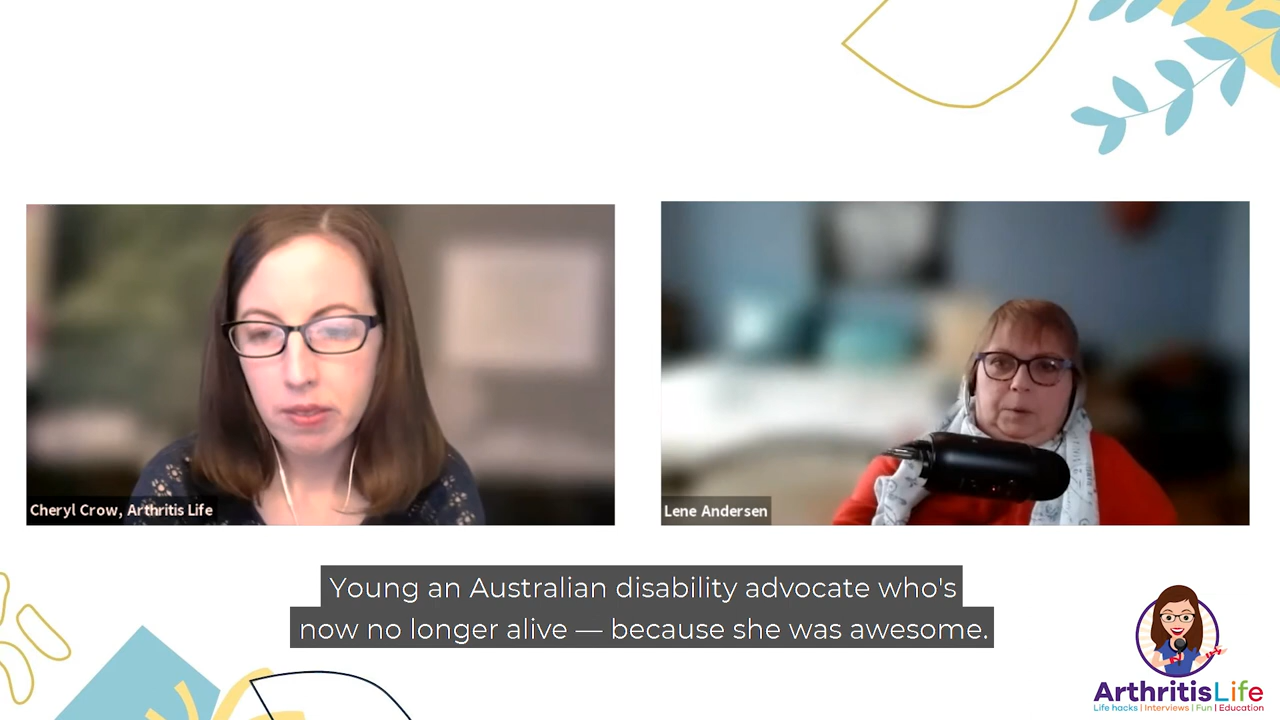 Cheryl Crow, Arthritis Life
Lene Andersen
Young an Australian disability advocate who's
now no longer alive — because she was awesome.
ArthritisLife
Life hacks | Interviews | Fun | Education